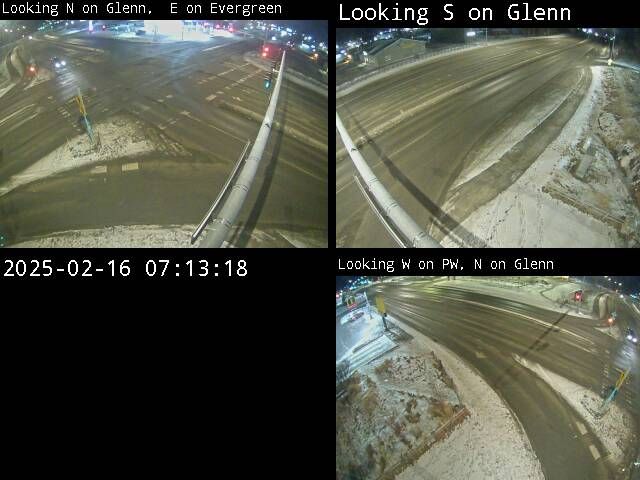 Looking N on Glenn,  E on Evergreen
Looking S on Glenn
2025-02-16 07:13:18
Looking W on PW, N on Glenn